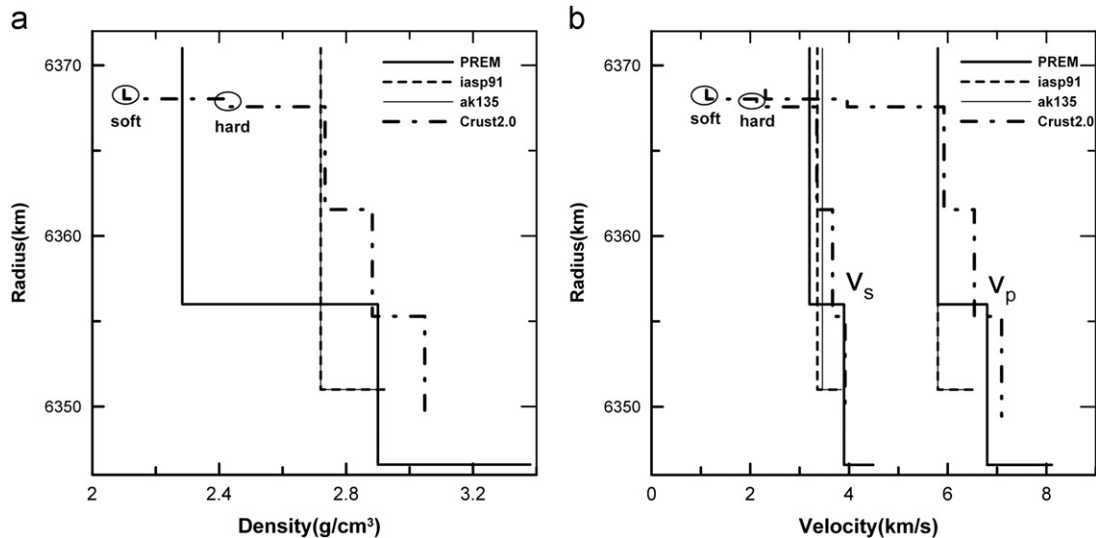 a
6370
6360
6350
Radius(km)
PREM
iasp91
ak135
Crust2.0
soft
hard
2
2.4
2.8
3.2
Density(g/cm³)
b
6370
6360
6350
Radius(km)
PREM
iasp91
ak135
Crust2.0
soft
hard
Vs
Vp
0
2
4
6
8
Velocity(km/s)